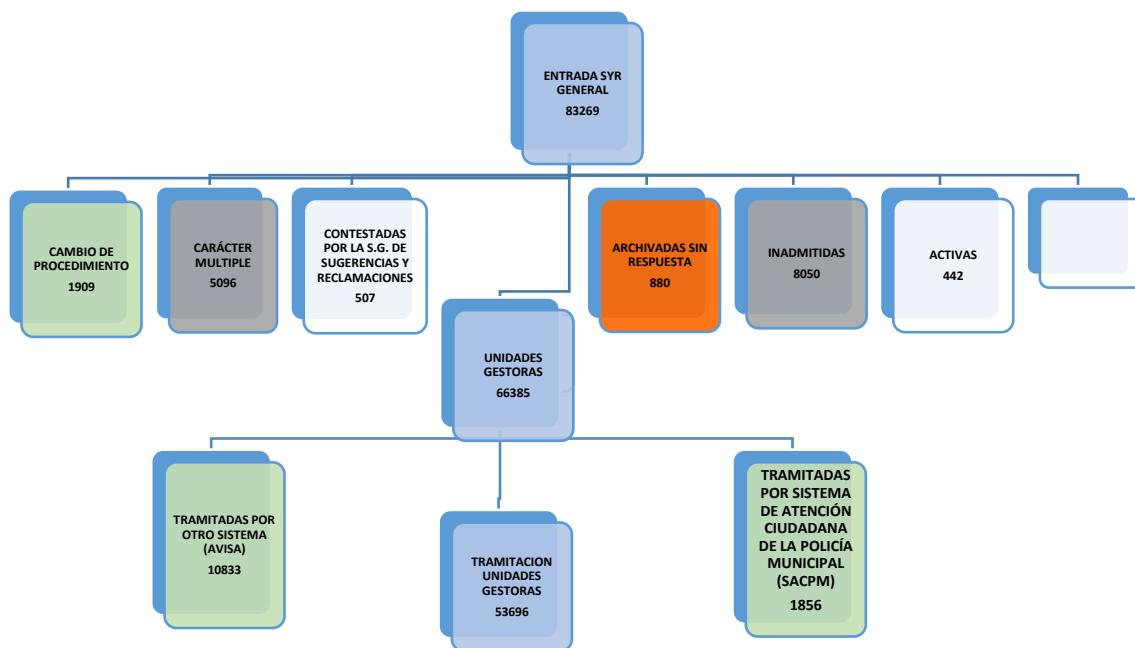 ENTRADA SYR
GENERAL
83269
CAMBIO DE
PROCEDIMIENTO
1909
CARÁCTER
MULTIPLE
5096
CONTESTADAS
POR LA S.G. DE
SUGERENCIAS Y
RECLAMACIONES
507
ARCHIVADAS SIN
RESPUESTA
880
INADMITIDAS
8050
ACTIVAS
442
UNIDADES
GESTORAS
66385
TRAMITADAS POR
OTRO SISTEMA
(AVISA)
10833
TRAMITACION
UNIDADES
GESTORAS
53696
TRAMITADAS
POR SISTEMA
DE ATENCIÓN
CIUDADANA
DE LA POLICÍA
MUNICIPAL
(SACPM)
1856